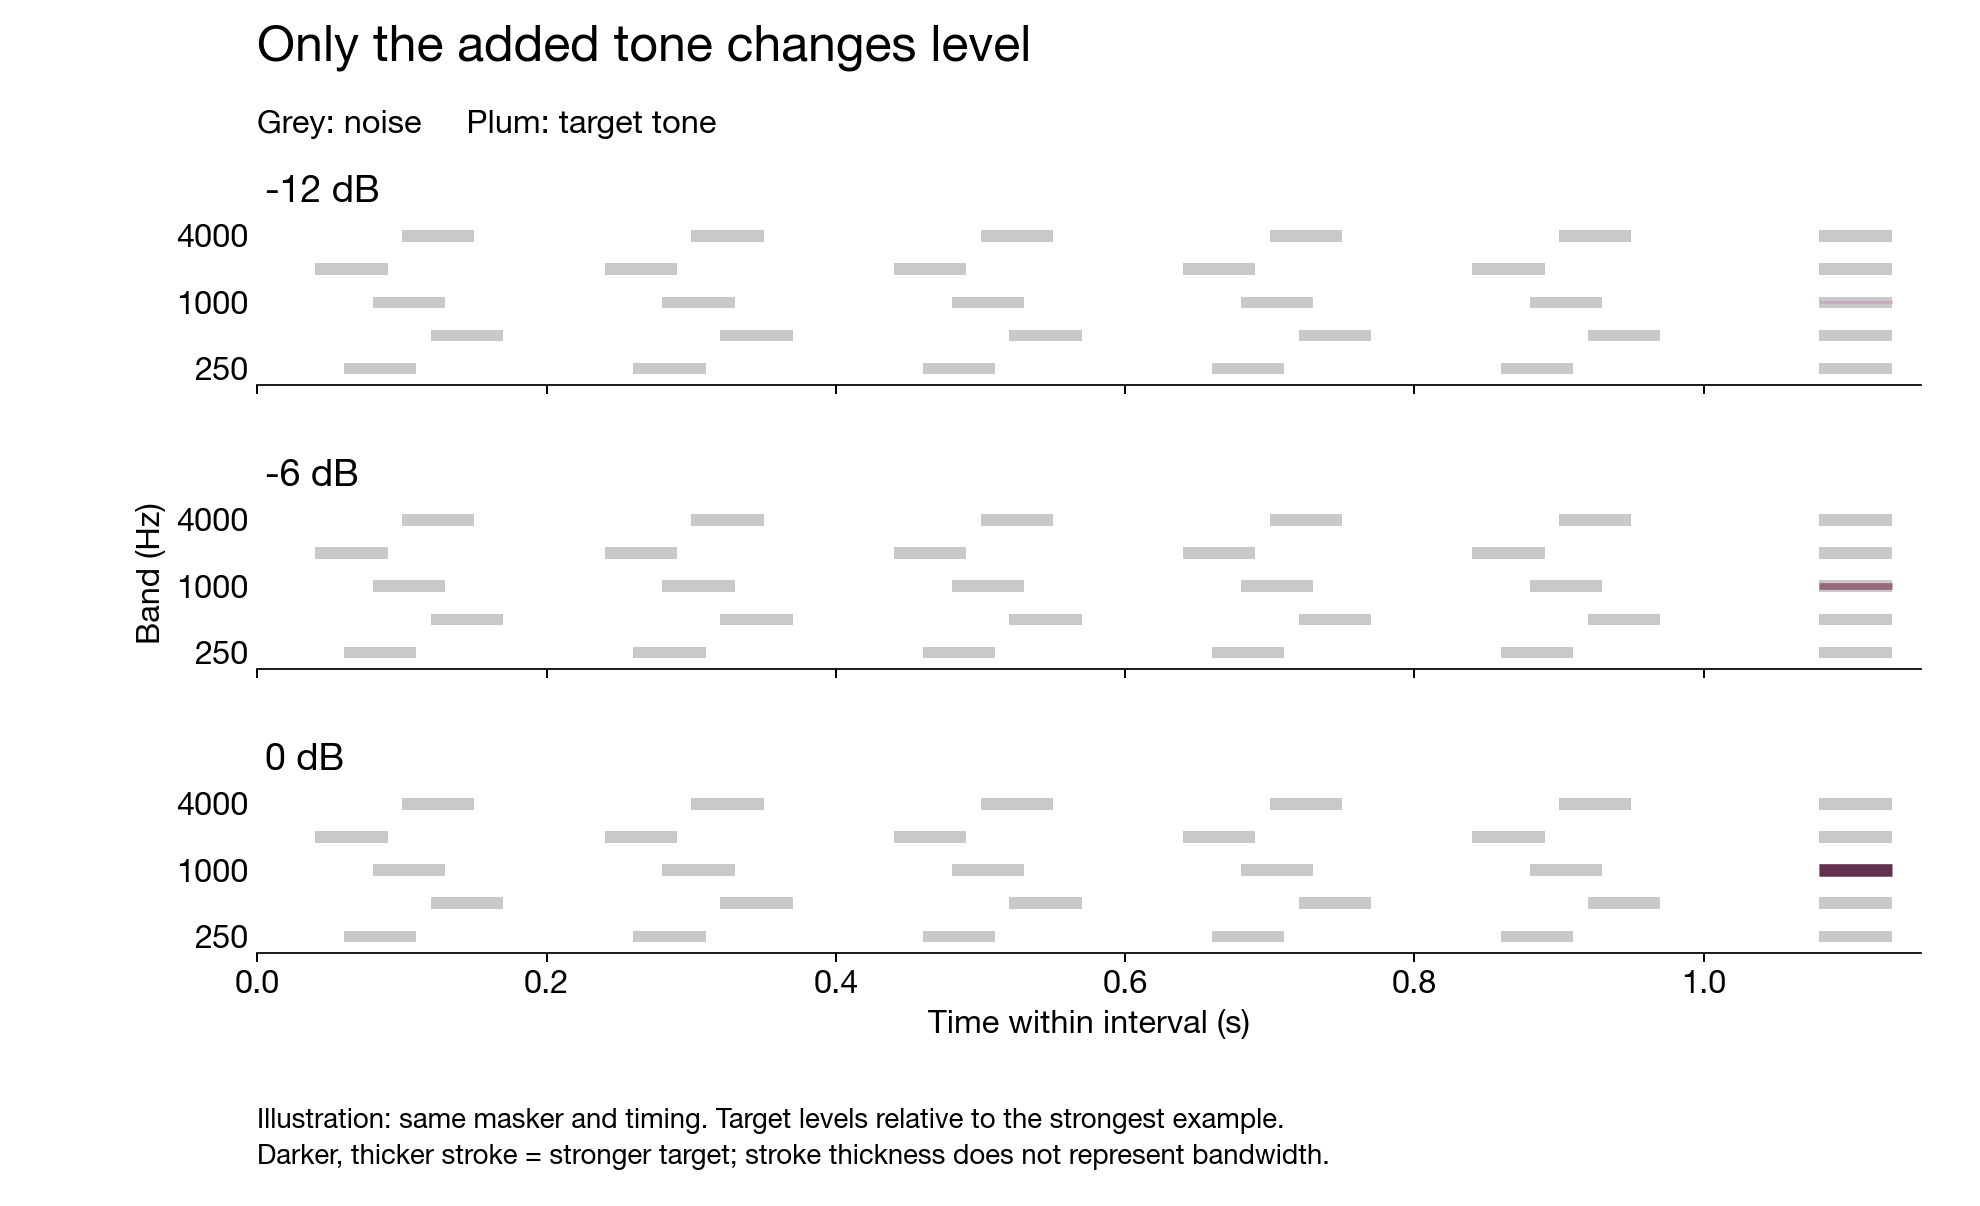 Only the added tone changes level
Grey: noise Plum: target tone
-12 dB
4000
1000
250
-6 dB
Band (Hz)
4000
1000
250
0 dB
4000
1000
250
0.0 0.2 0.4 0.6 0.8 1.0
Time within interval (s)
Illustration: same masker and timing. Target levels relative to the strongest example.
Darker, thicker stroke = stronger target; stroke thickness does not represent bandwidth.